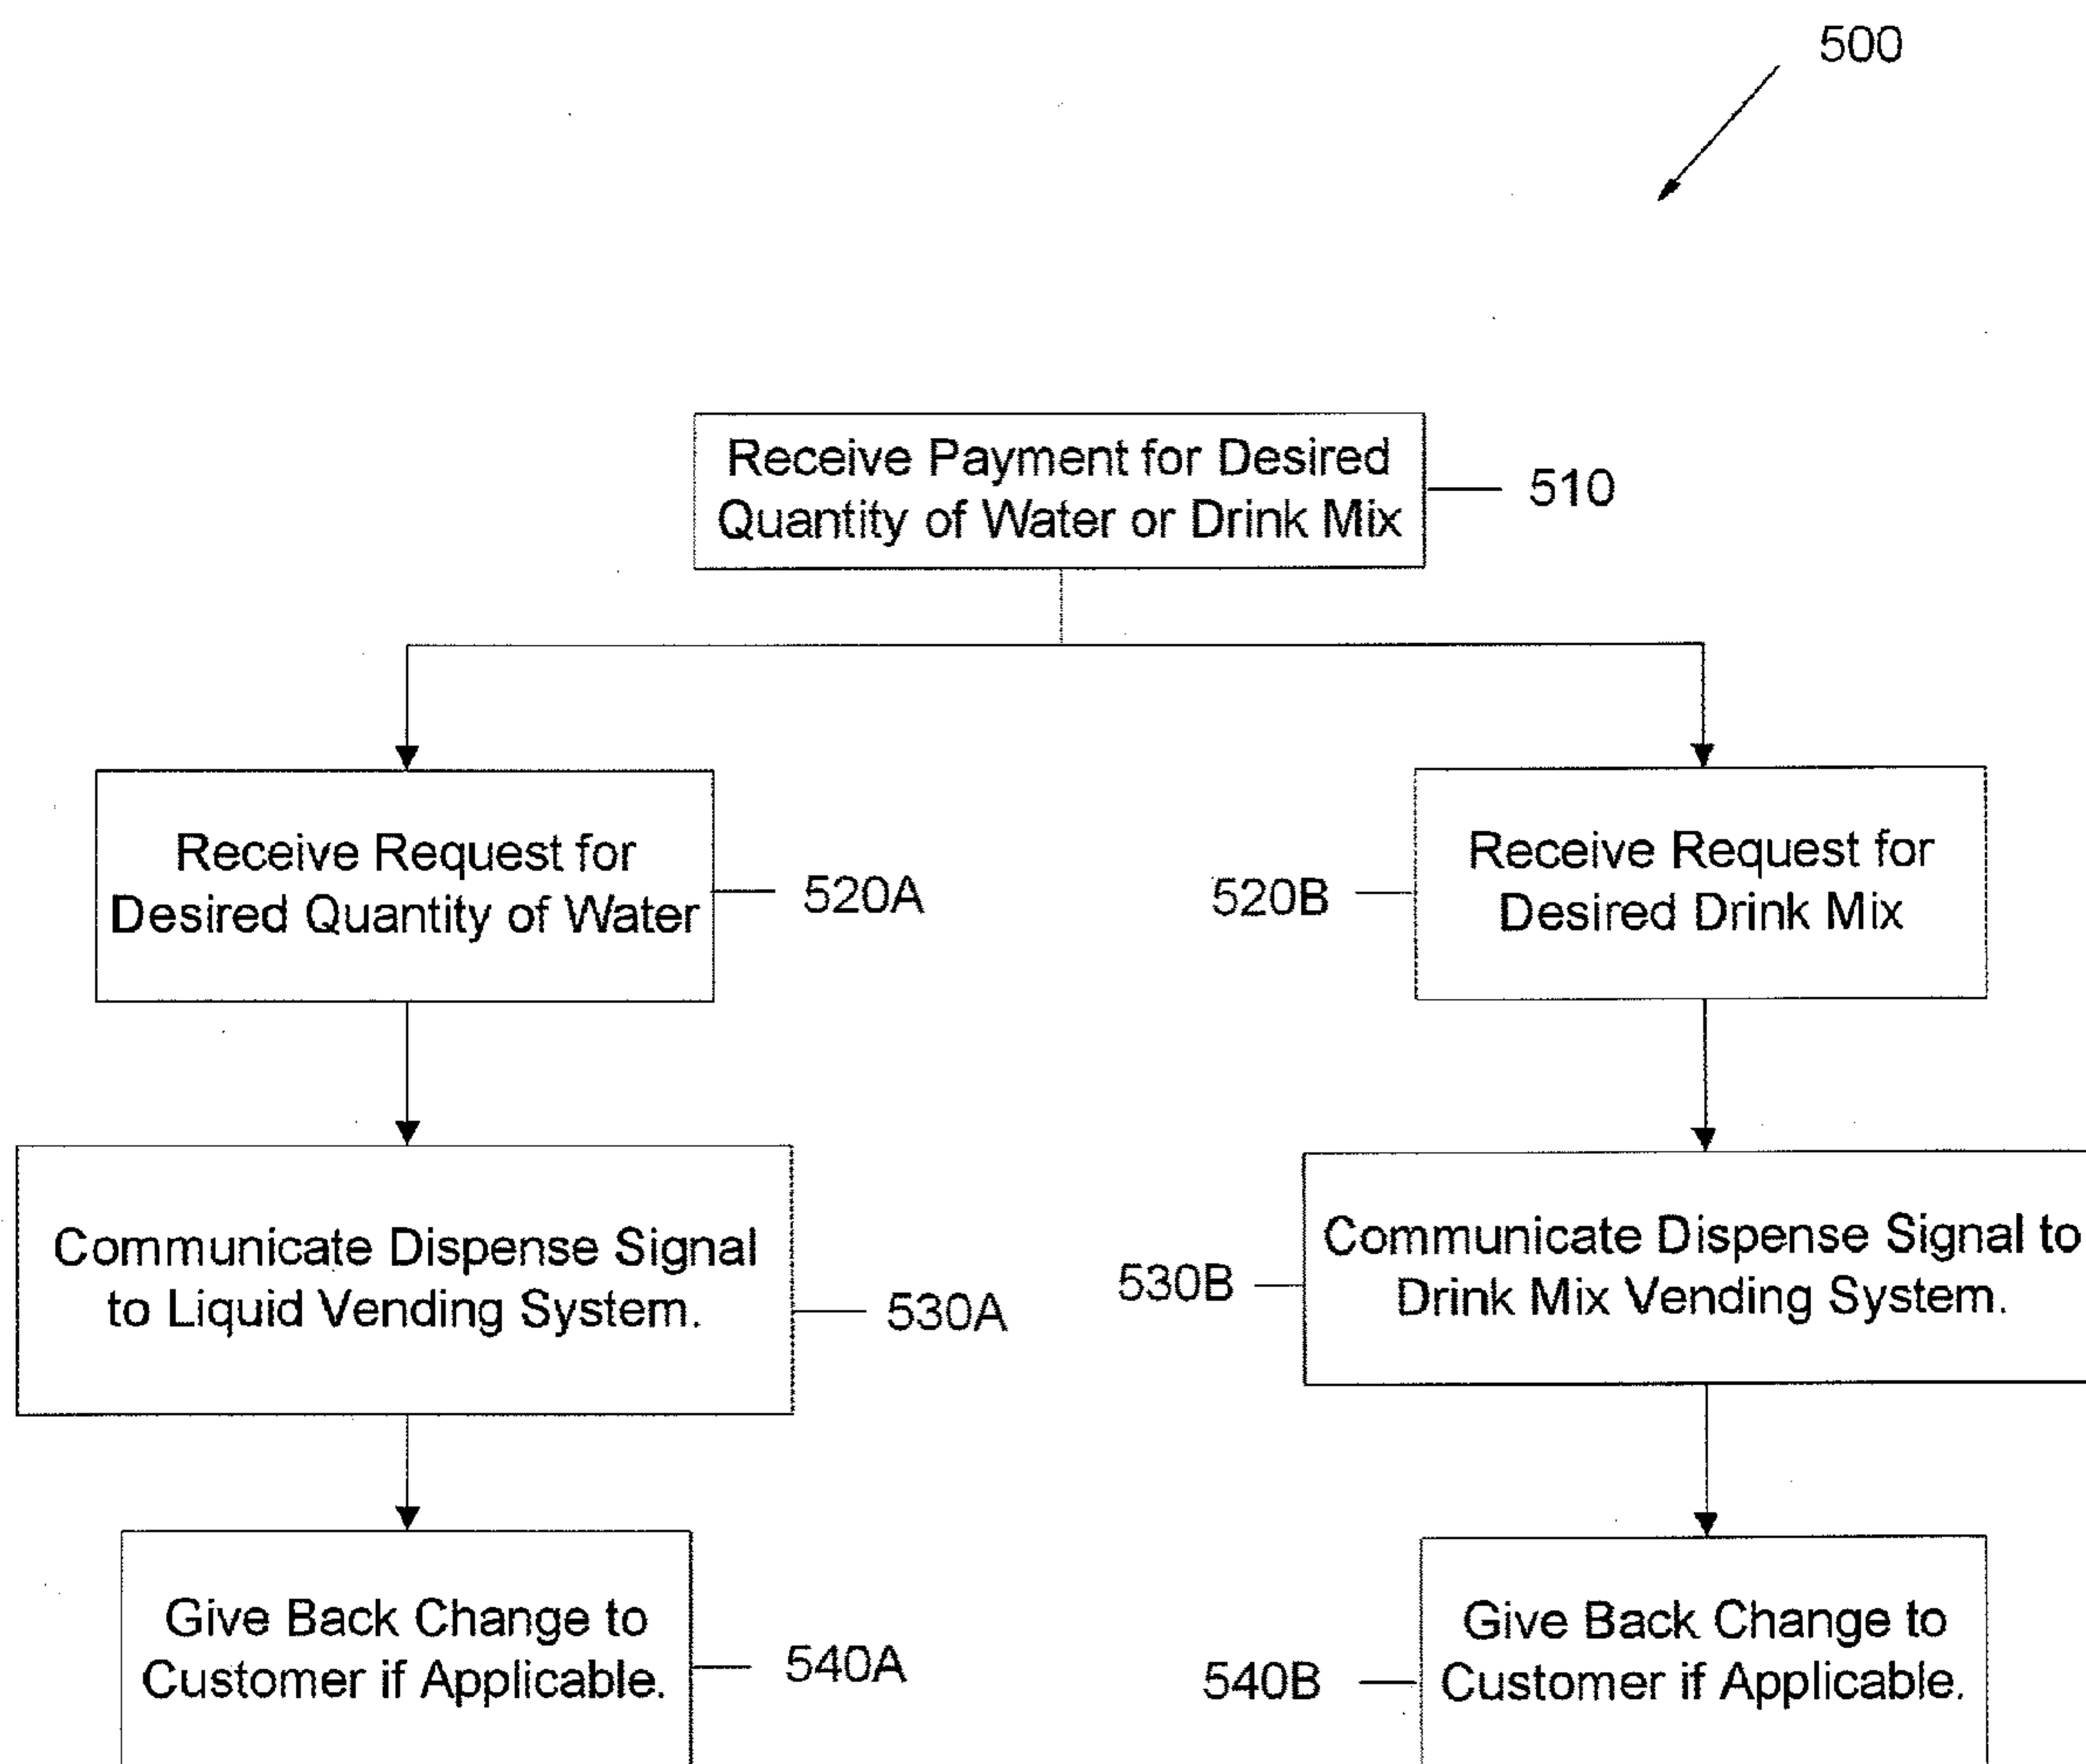 500
Receive Payment for Desired
Quantity of Water or Drink Mix
510
Receive Request for
Desired Quantity of Water
520A
520B
Receive Request for
Desired Drink Mix
Communicate Dispense Signal
to Liquid Vending System.
530A
530B
Communicate Dispense Signal to
Drink Mix Vending System.
Give Back Change to
Customer if Applicable.
540A
540B
Give Back Change to
Customer if Applicable.